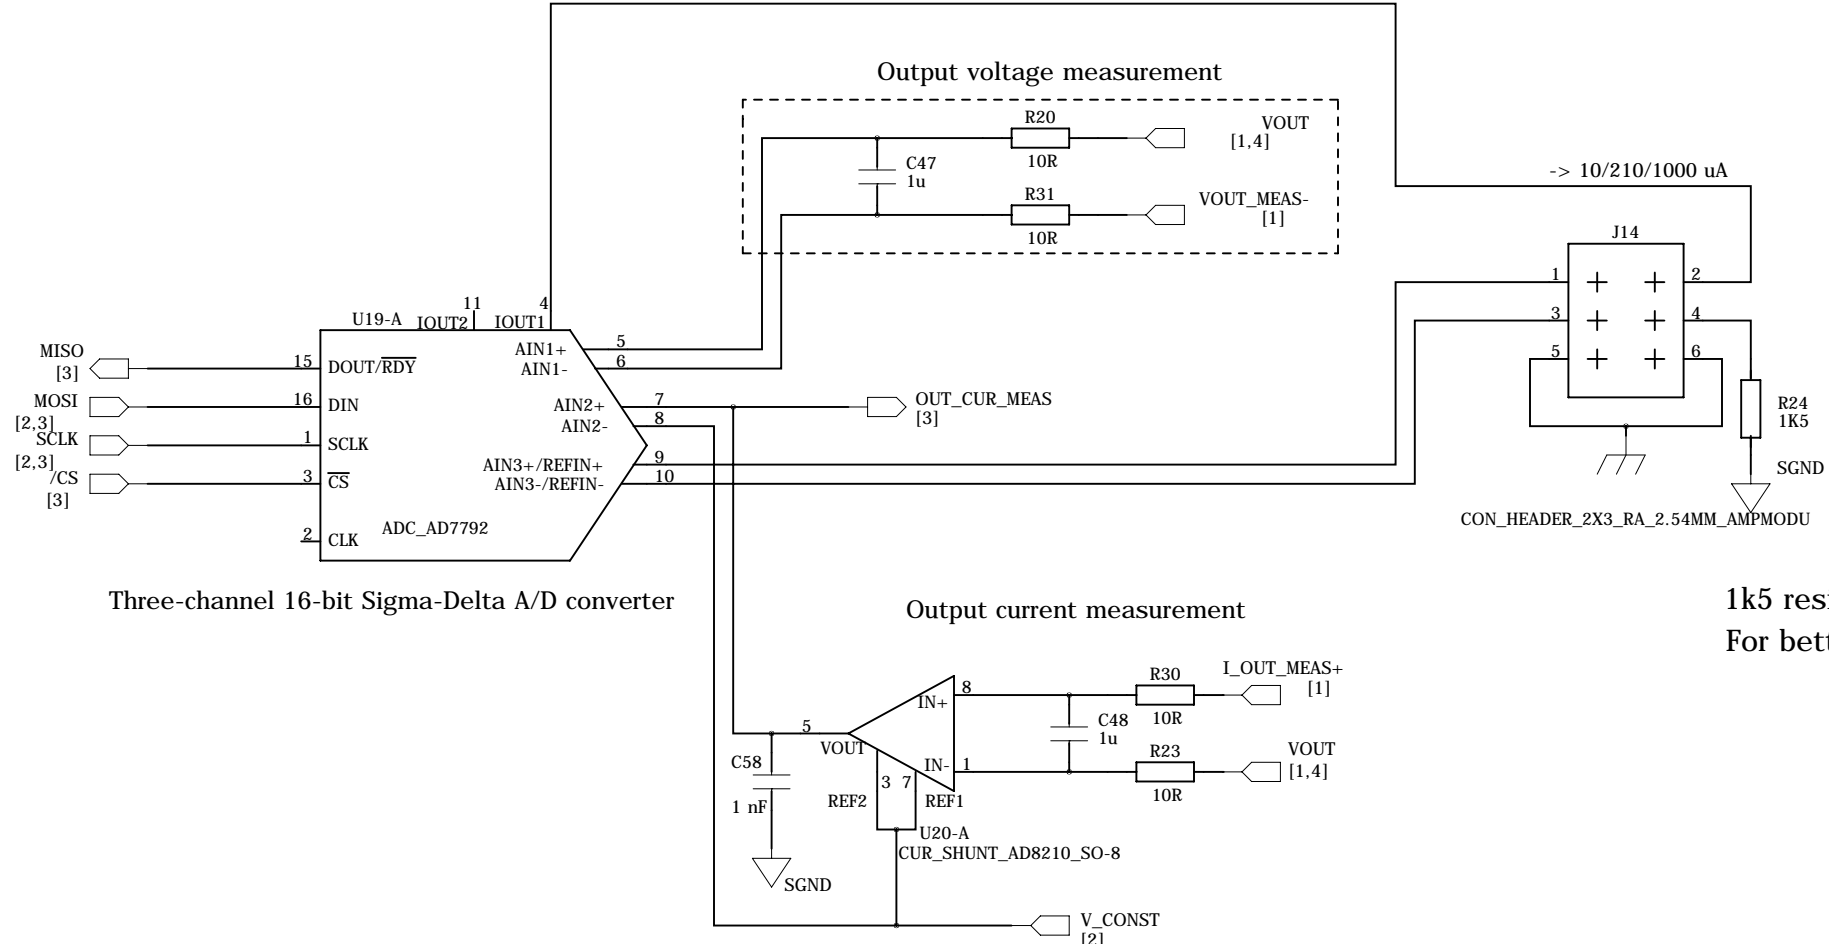 Output voltage measurement
R20
10R
VOUT
[1,4]
C47
1u
R31
10R
VOUT_MEAS-
[1]
-> 10/210/1000 uA
J14
1
2
3
4
5
6
R24
1K5
SGND
CON_HEADER_2X3_RA_2.54MM_AMPMODU
11
4
U19-A
IOUT2
IOUT1
MISO
[3]
15
DOUT/RDY
MOSI
[2,3]
16
DIN
SCLK
[2,3]
1
SCLK
/CS
[3]
3
CS
2
CLK
AIN1+
5
AIN1-
6
AIN2+
7
AIN2-
8
AIN3+/REFIN+
9
AIN3-/REFIN-
10
ADC_AD7792
OUT_CUR_MEAS
[3]
Three-channel 16-bit Sigma-Delta A/D converter
Output current measurement
1k5
For
R30
10R
I_OUT_MEAS+
[1]
8
IN+
C48
1u
R23
10R
VOUT
[1,4]
IN-
1
5
VOUT
C58
1 nF
3
7
REF2
REF1
U20-A
CUR_SHUNT_AD8210_SO-8
SGND
V_CONST
[2]